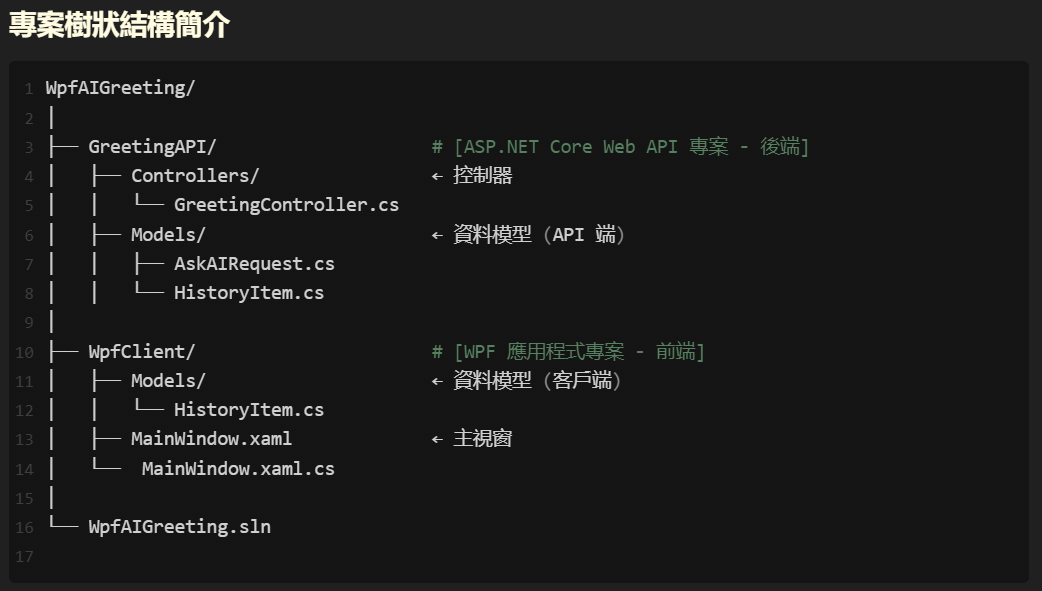 專案樹狀結構簡介
1 WpfAIGreeting/
2 │
3 ├── GreetingAPI/                    # [ASP.NET Core Web API 專案 - 後端]
4 │   ├── Controllers/                ← 控制器
5 │   │   └── GreetingController.cs
6 │   ├── Models/                     ← 資料模型（API 端）
7 │   │   ├── AskAIRequest.cs
8 │   │   └── HistoryItem.cs
9 │
10 ├── WpfClient/                      # [WPF 應用程式專案 - 前端]
11 │   ├── Models/                     ← 資料模型（客戶端）
12 │   │   └── HistoryItem.cs
13 │   ├── MainWindow.xaml             ← 主視窗
14 │   └──  MainWindow.xaml.cs
15 │
16 └── WpfAIGreeting.sln
17